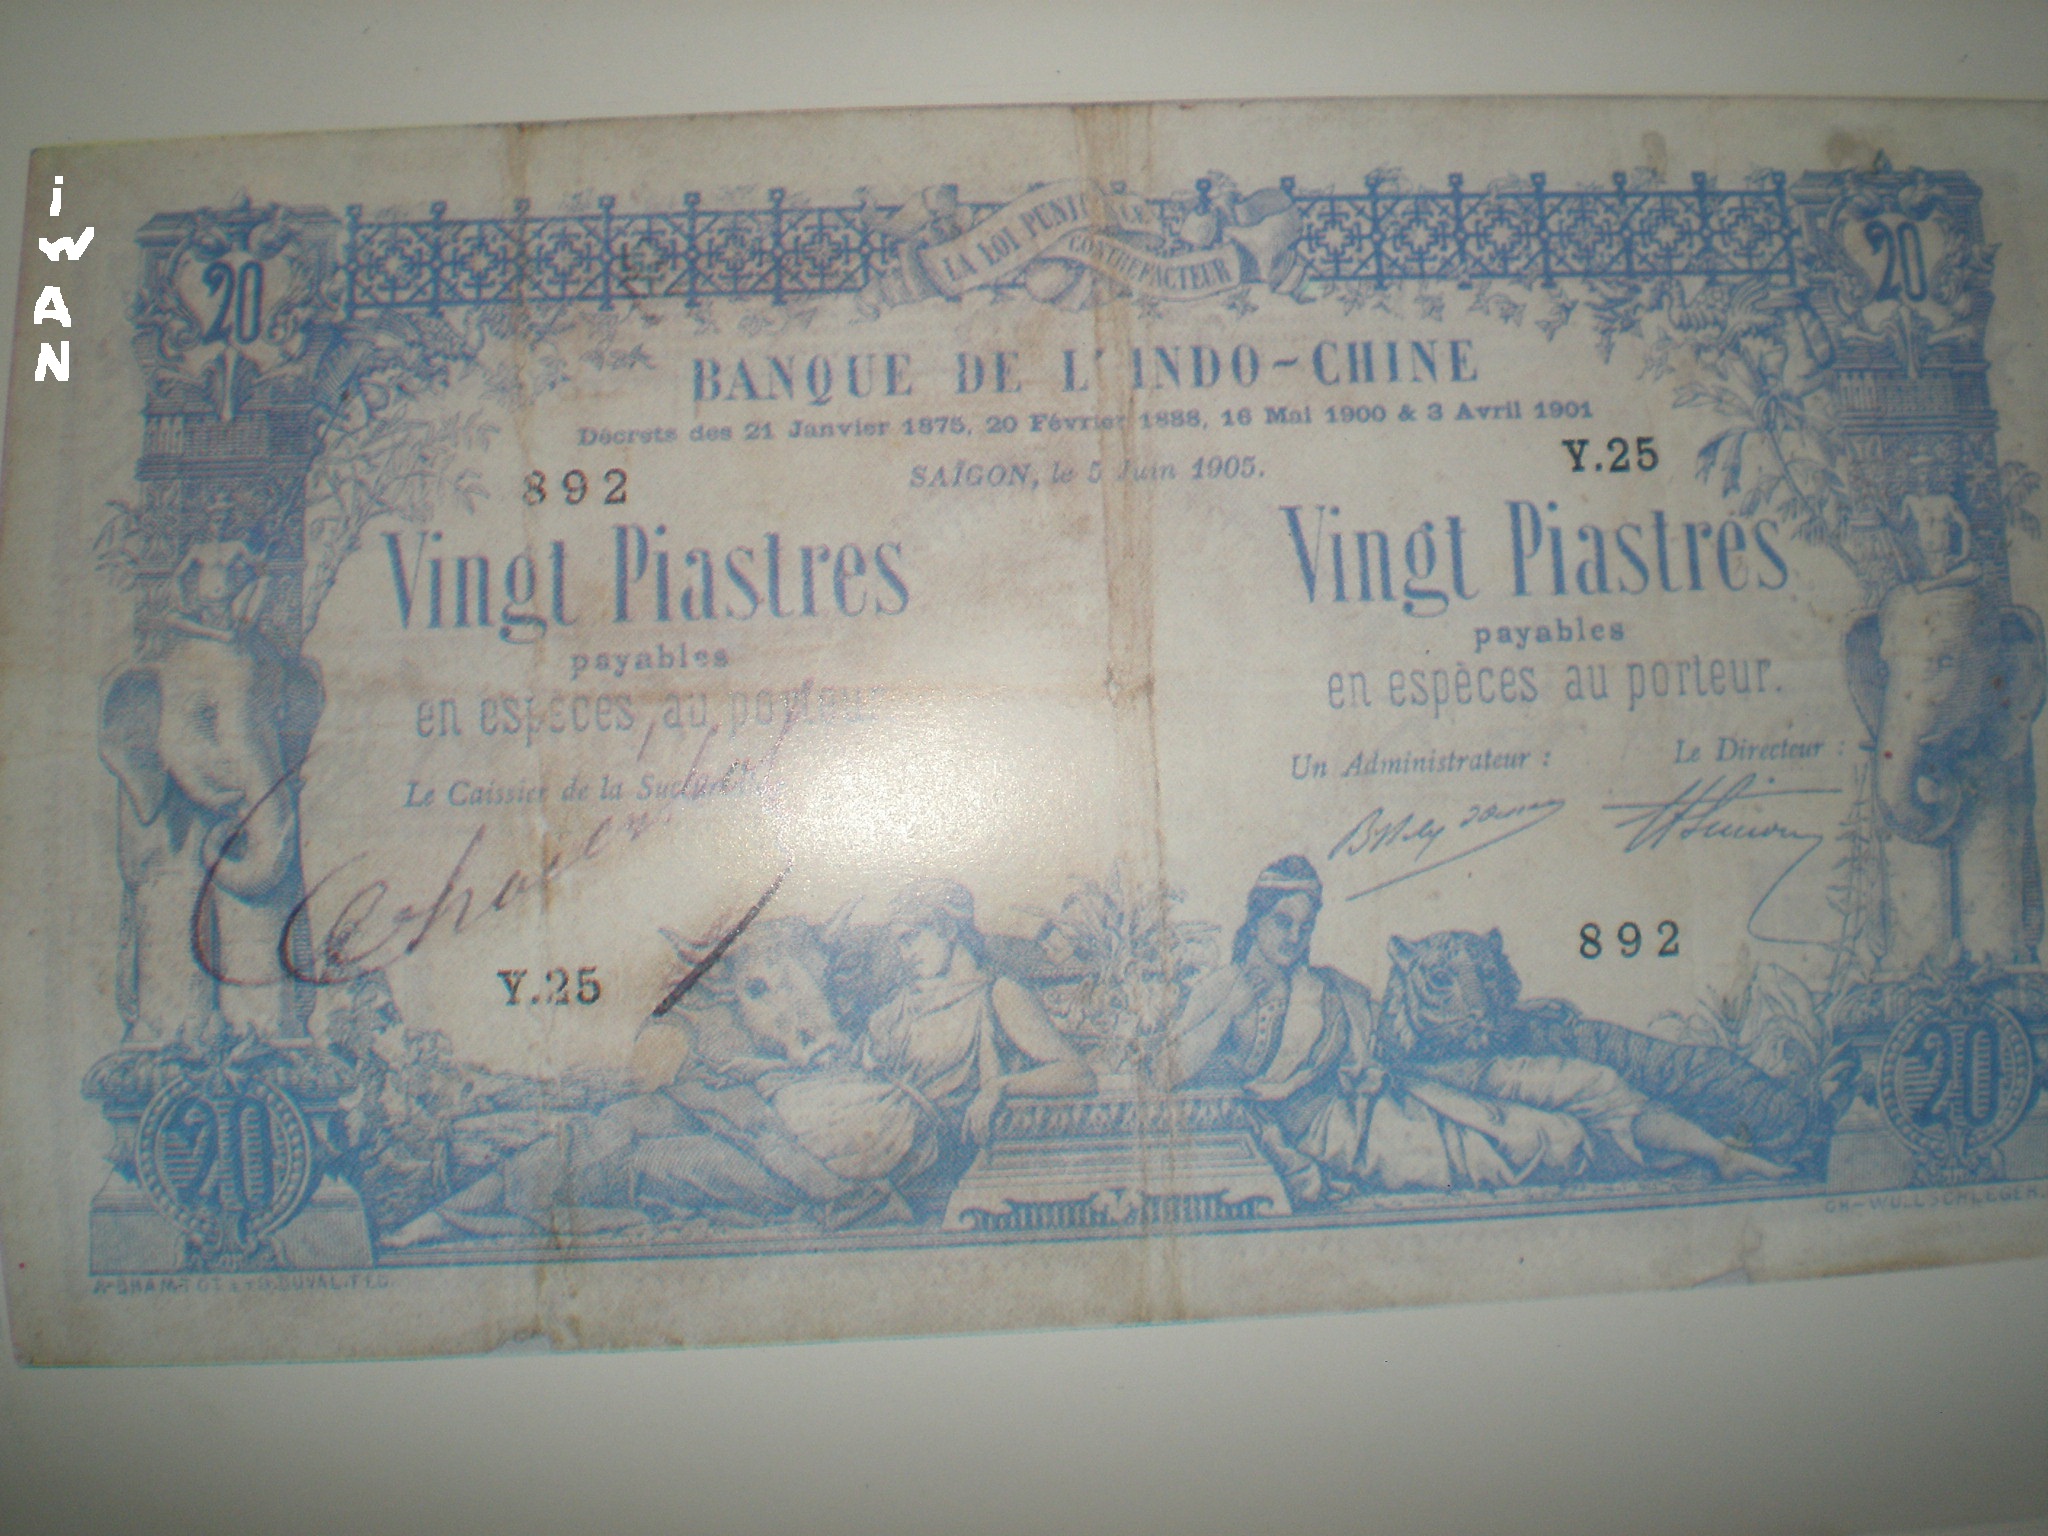 i
W
A
N
20
20
LA LOI PUNIT LE
CONTREFACTEUR
BANQUE DE L'INDO-CHINE
Décrets des 21 Janvier 1875, 20 Février 1888, 16 Mai 1900 & 3 Avril 1901
SAÏGON, le 5 Juin 1905.
892
Y.25
Vingt Piastres
payables
en espèces au porteur.
Le Caissier de la Succursale
Y.25
Vingt Piastres
payables
en espèces au porteur.
Un Administrateur :
Le Directeur :
892
20
20
DUVAL